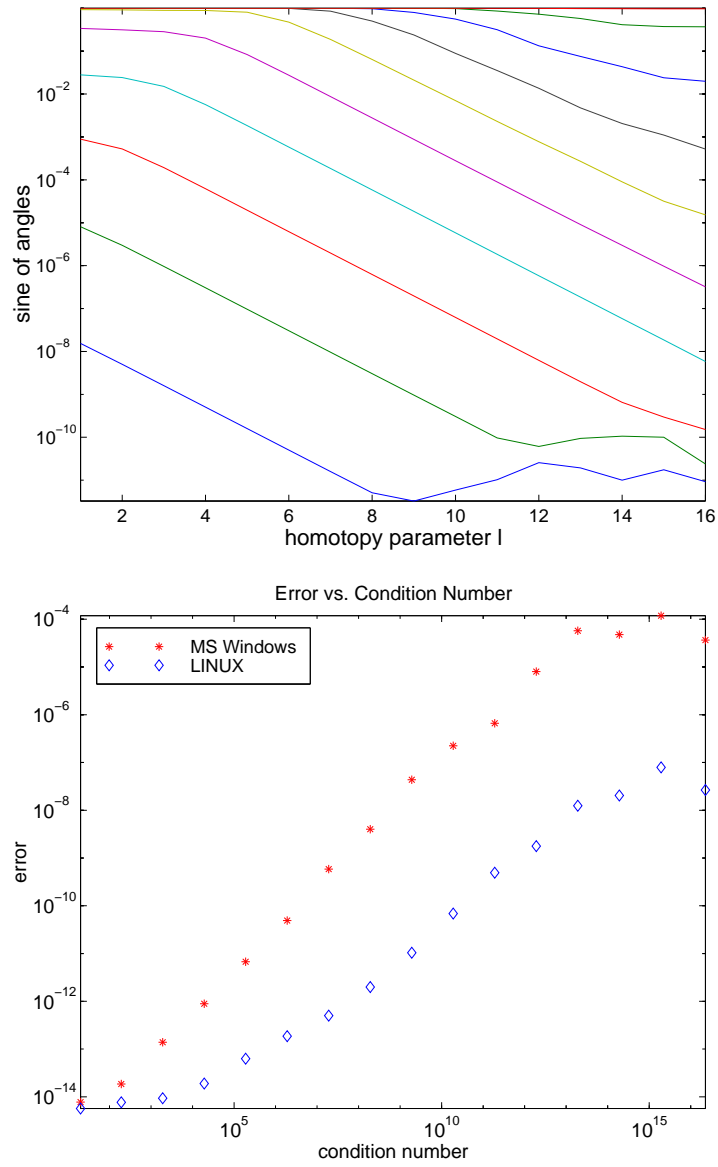 10^−2
10^−4
10^−6
10^−8
10^−10
sine of angles
2 4 6 8 10 12 14 16
homotopy parameter l
Error vs. Condition Number
MS Windows
LINUX
10^−4
10^−6
10^−8
10^−10
10^−12
10^−14
error
10^5 10^10 10^15
condition number